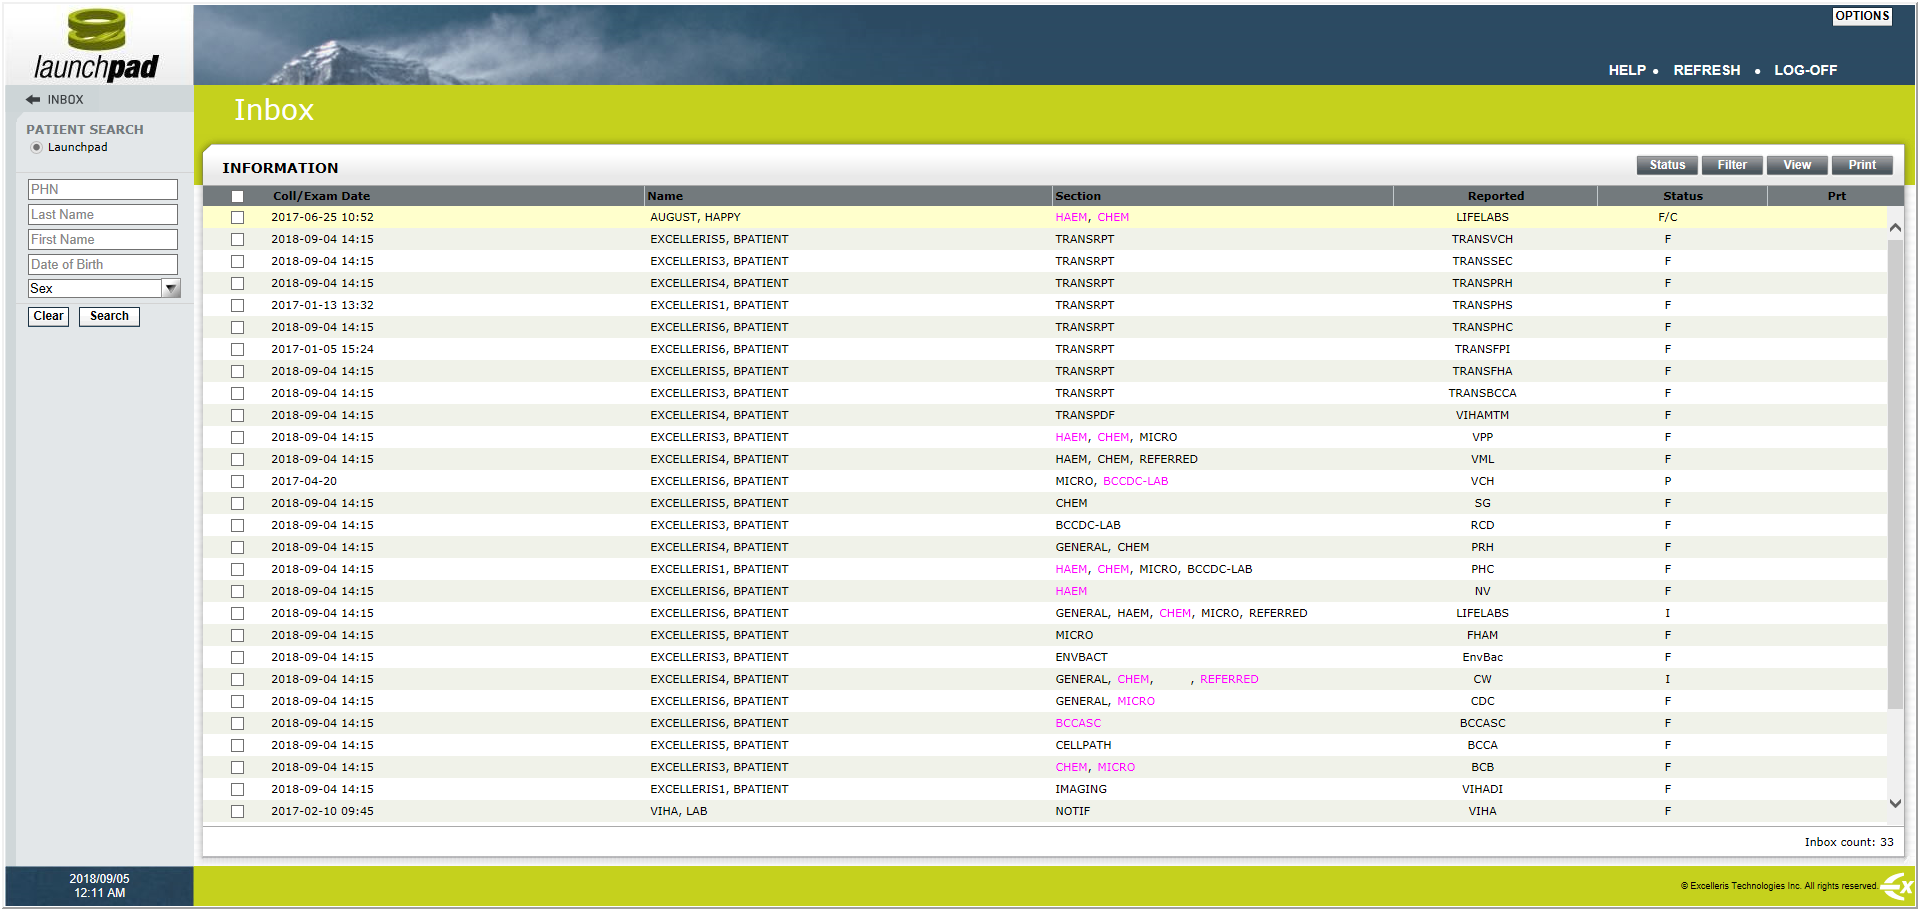 launchpad
OPTIONS
HELP • REFRESH • LOG-OFF
INBOX
Inbox
PATIENT SEARCH
Launchpad
PHN
Last Name
First Name
Date of Birth
Sex
Clear Search
INFORMATION
Status Filter View Print
Coll/Exam Date Name Section Reported Status Prt
2017-06-25 10:52 AUGUST, HAPPY HAEM, CHEM LIFELABS F/C
2018-09-04 14:15 EXCELLERIS5, BPATIENT TRANSRPT TRANSVCH F
2018-09-04 14:15 EXCELLERIS3, BPATIENT TRANSRPT TRANSSEC F
2018-09-04 14:15 EXCELLERIS4, BPATIENT TRANSRPT TRANSPRH F
2017-01-13 13:32 EXCELLERIS1, BPATIENT TRANSRPT TRANSPHS F
2018-09-04 14:15 EXCELLERIS6, BPATIENT TRANSRPT TRANSPHC F
2017-01-05 15:24 EXCELLERIS6, BPATIENT TRANSRPT TRANSFPI F
2018-09-04 14:15 EXCELLERIS5, BPATIENT TRANSRPT TRANSFHA F
2018-09-04 14:15 EXCELLERIS3, BPATIENT TRANSRPT TRANSBCCA F
2018-09-04 14:15 EXCELLERIS4, BPATIENT TRANSPDF VIHAMTM F
2018-09-04 14:15 EXCELLERIS3, BPATIENT HAEM, CHEM, MICRO VPP F
2018-09-04 14:15 EXCELLERIS4, BPATIENT HAEM, CHEM, REFERRED VML F
2017-04-20 EXCELLERIS6, BPATIENT MICRO, BCCDC-LAB VCH P
2018-09-04 14:15 EXCELLERIS5, BPATIENT CHEM SG F
2018-09-04 14:15 EXCELLERIS3, BPATIENT BCCDC-LAB RCD F
2018-09-04 14:15 EXCELLERIS4, BPATIENT GENERAL, CHEM PRH F
2018-09-04 14:15 EXCELLERIS1, BPATIENT HAEM, CHEM, MICRO, BCCDC-LAB PHC F
2018-09-04 14:15 EXCELLERIS6, BPATIENT HAEM NV F
2018-09-04 14:15 EXCELLERIS6, BPATIENT GENERAL, HAEM, CHEM, MICRO, REFERRED LIFELABS I
2018-09-04 14:15 EXCELLERIS5, BPATIENT MICRO FHAM F
2018-09-04 14:15 EXCELLERIS3, BPATIENT ENVBACT EnvBac F
2018-09-04 14:15 EXCELLERIS4, BPATIENT GENERAL, CHEM, , REFERRED CW I
2018-09-04 14:15 EXCELLERIS6, BPATIENT GENERAL, MICRO CDC F
2018-09-04 14:15 EXCELLERIS6, BPATIENT BCCASC BCCASC F
2018-09-04 14:15 EXCELLERIS5, BPATIENT CELLPATH BCCA F
2018-09-04 14:15 EXCELLERIS3, BPATIENT CHEM, MICRO BCB F
2018-09-04 14:15 EXCELLERIS1, BPATIENT IMAGING VIHADI F
2017-02-10 09:45 VIHA, LAB NOTIF VIHA F
Inbox count: 33
2018/09/05
12:11 AM
© Excelleris Technologies Inc. All rights reserved.